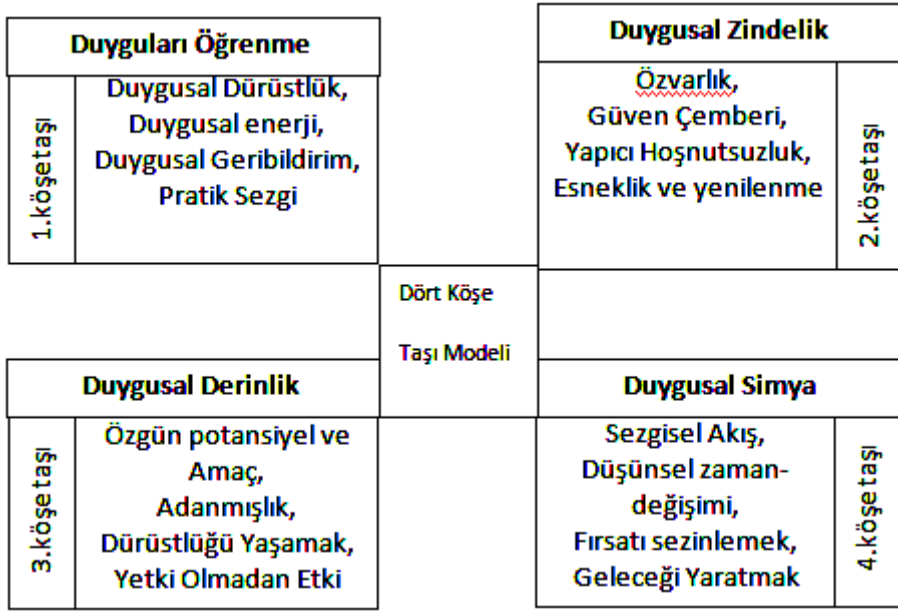 Duyguları Öğrenme
1.köşetaşı
Duygusal Dürüstlük,
Duygusal enerji,
Duygusal Geribildirim,
Pratik Sezgi
Duygusal Zindelik
Özvarlık,
Güven Çemberi,
Yapıcı Hoşnutsuzluk,
Esneklik ve yenilenme
2.köşetaşı
Dört Köşe
Taşı Modeli
Duygusal Derinlik
3.köşetaşı
Özgün potansiyel ve
Amaç,
Adanmışlık,
Dürüstlüğü Yaşamak,
Yetki Olmadan Etki
Duygusal Simya
Sezgisel Akış,
Düşünsel zaman-
değişimi,
Fırsatı sezinlemek,
Geleceği Yaratmak
4.köşetaşı